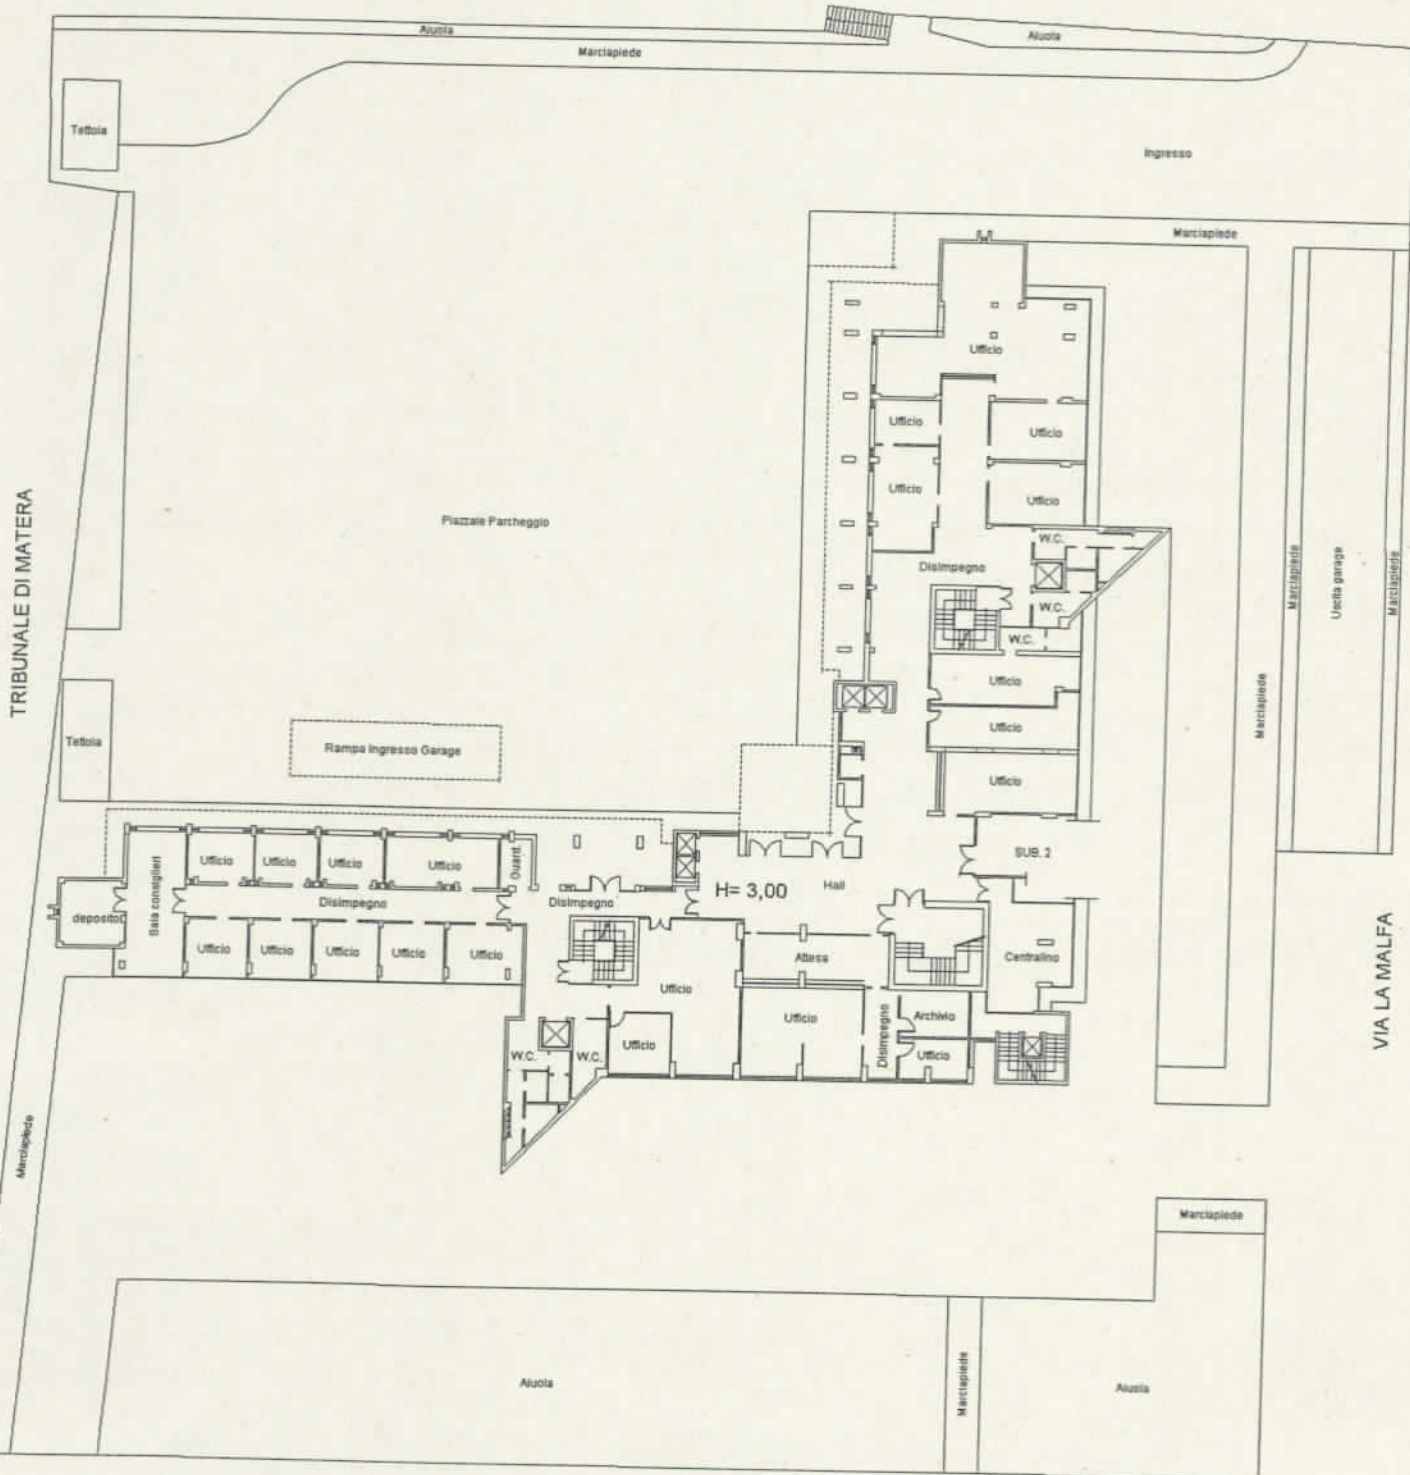 Aiuola
Marciapiede
Aiuola
Tettoia
Ingresso
Marciapiede
Ufficio
Ufficio
Ufficio
Ufficio
Ufficio
TRIBUNALE DI MATERA
Piazzale Parcheggio
W.C.
Disimpegno
W.C.
W.C.
Marciapiede
Uscita garage
Marciapiede
Ufficio
Marciapiede
Ufficio
Tettoia
Rampa Ingresso Garage
Ufficio
Sala consiglieri
Ufficio
Ufficio
Ufficio
Ufficio
Guard.
SUB. 2
H= 3,00
Hall
deposito
Disimpegno
Disimpegno
Ufficio
Ufficio
Ufficio
Ufficio
Ufficio
Attesa
Centralino
VIA LA MALFA
Ufficio
Ufficio
Disimpegno
Archivio
W.C.
W.C.
Ufficio
Ufficio
Marciapiede
Marciapiede
Aiuola
Marciapiede
Aiuola